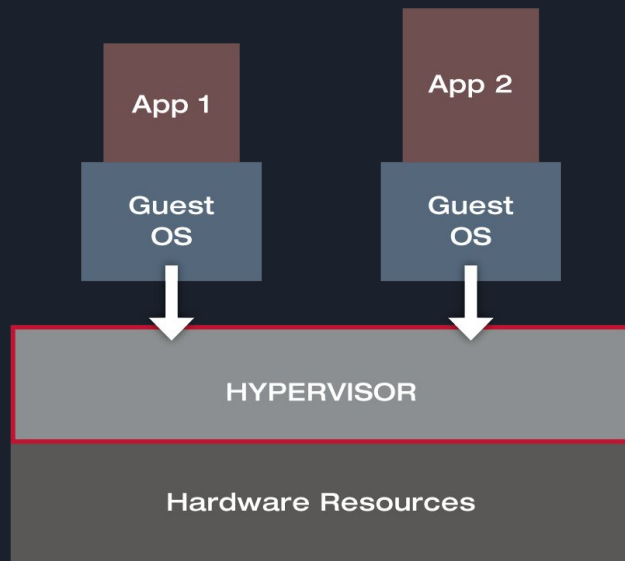 App 1
App 2
Guest
OS
Guest
OS
HYPERVISOR
Hardware Resources